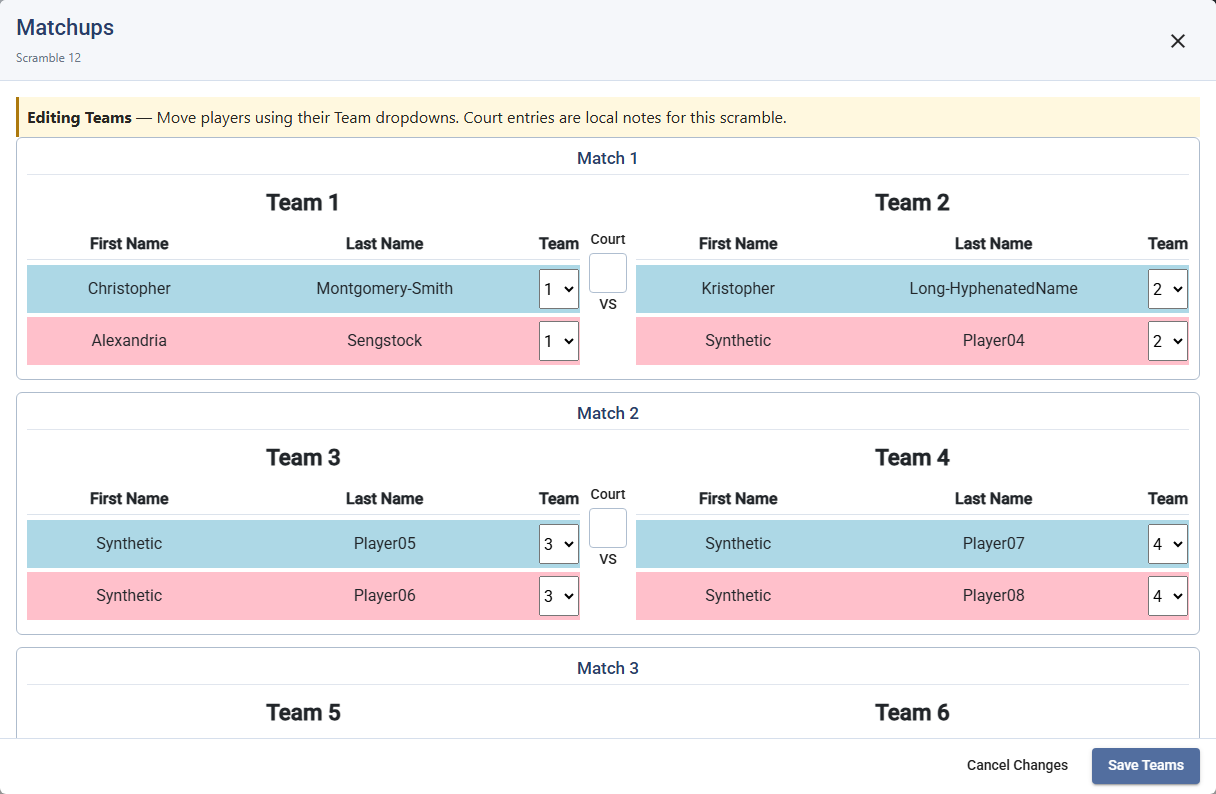 Matchups
Scramble 12
Editing Teams — Move players using their Team dropdowns. Court entries are local notes for this scramble.
Match 1
Team 1
First Name Last Name Team
Christopher Montgomery-Smith 1
Alexandria Sengstock 1
Court
VS
Team 2
First Name Last Name Team
Kristopher Long-HyphenatedName 2
Synthetic Player04 2
Match 2
Team 3
First Name Last Name Team
Synthetic Player05 3
Synthetic Player06 3
Court
VS
Team 4
First Name Last Name Team
Synthetic Player07 4
Synthetic Player08 4
Match 3
Team 5
Team 6
Cancel Changes
Save Teams